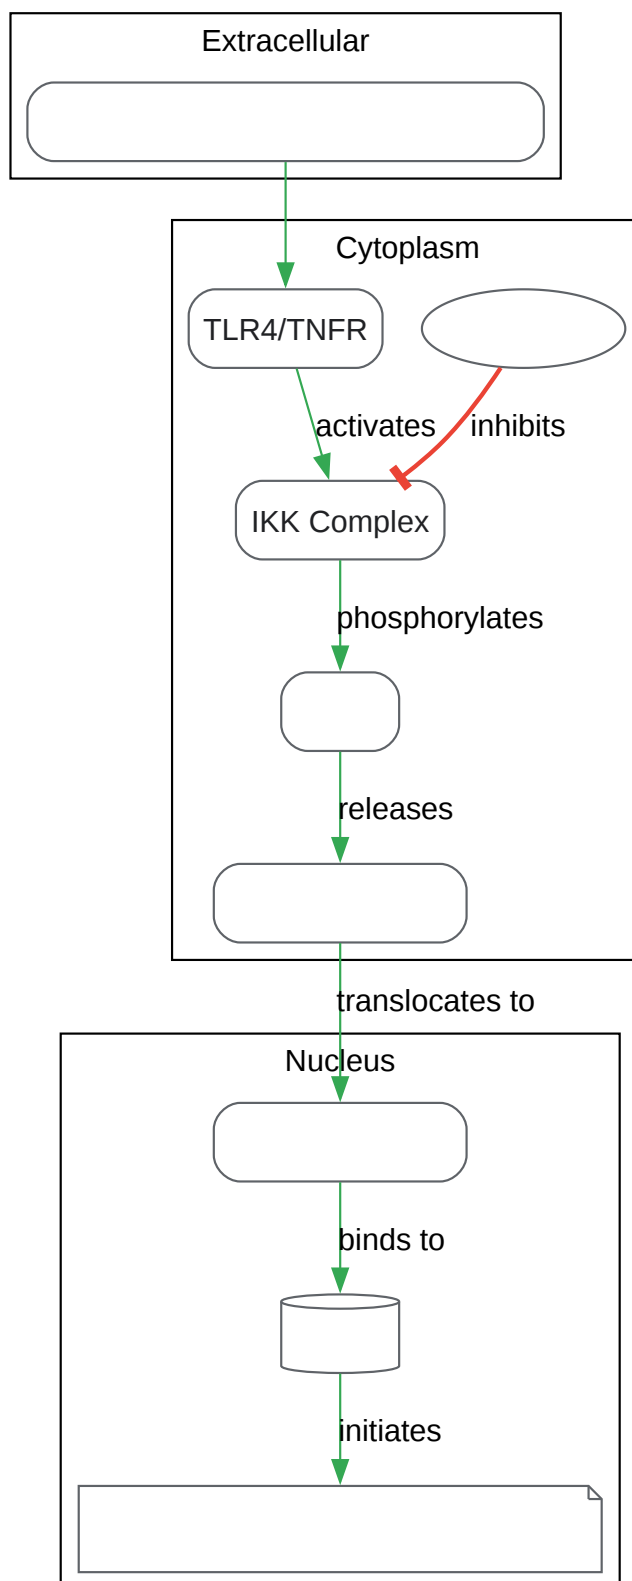 Extracellular
Cytoplasm
TLR4/TNFR
activates
inhibits
IKK Complex
phosphorylates
releases
translocates to
Nucleus
binds to
initiates